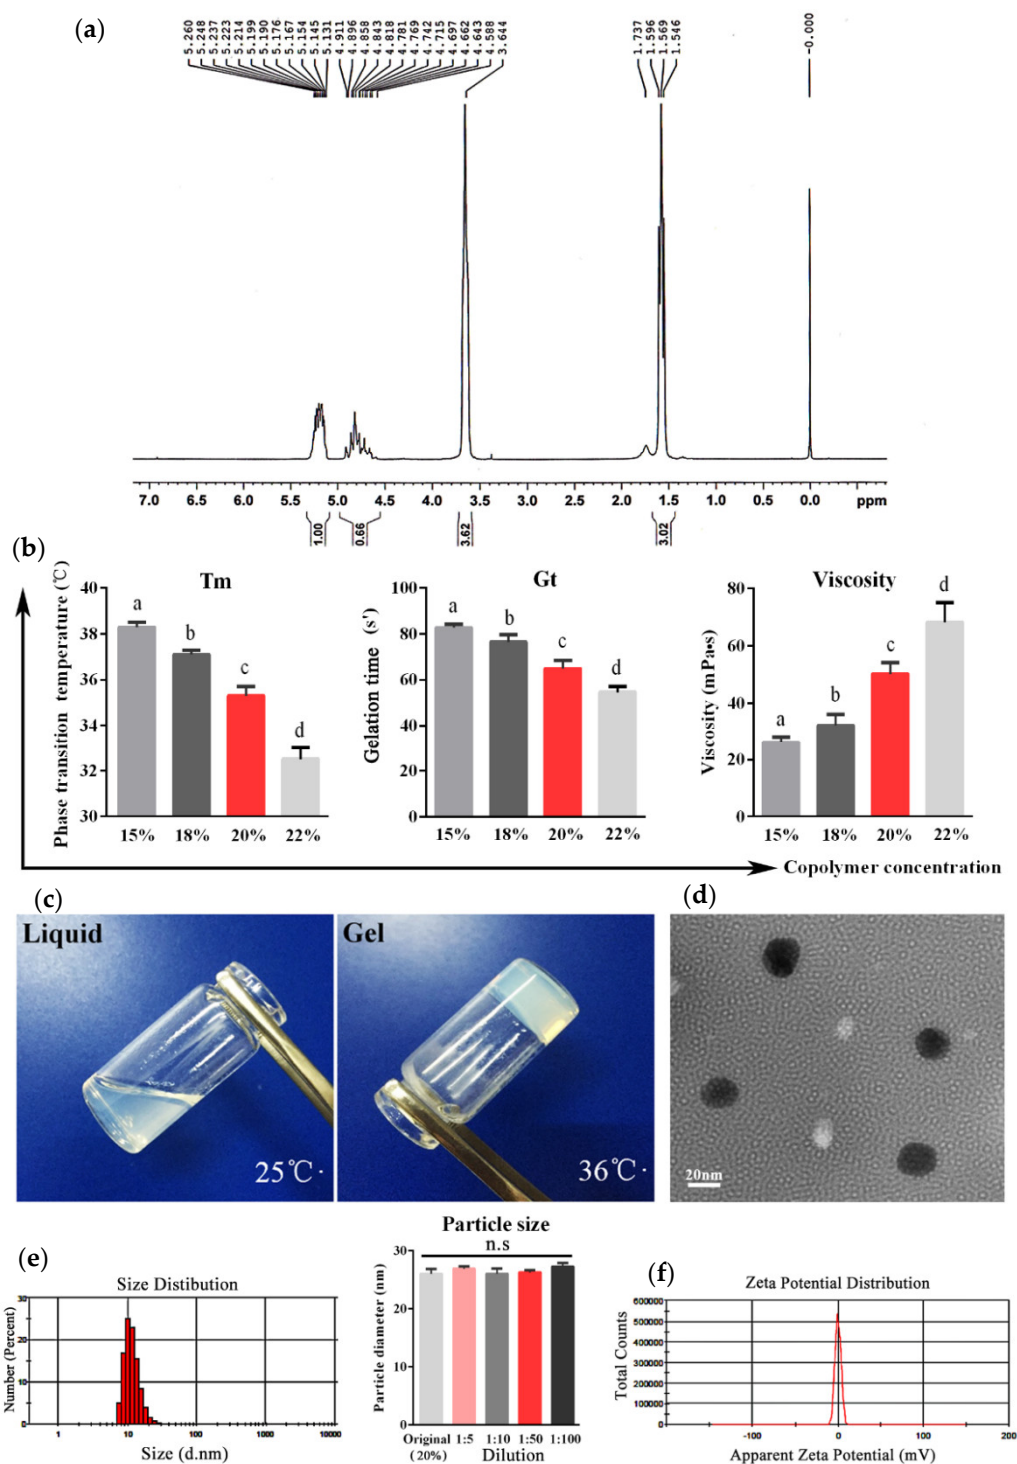 (a)
5.260
5.248
5.237
5.223
5.214
5.199
5.190
5.176
5.167
5.154
5.145
5.131
4.911
4.896
4.858
4.843
4.818
4.781
4.769
4.742
4.715
4.697
4.662
4.643
4.588
3.644
1.737
1.596
1.569
1.546
-0.000
7.0 6.5 6.0 5.5 5.0 4.5 4.0 3.5 3.0 2.5 2.0 1.5 1.0 0.5 0.0 ppm
1.00 0.66 3.62 3.02
(b)
Tm
Phase transition temperature (℃)
40
38
36
34
32
30
a
b
c
d
15% 18% 20% 22%
Gt
Gelation time (s')
100
80
60
40
20
0
a
b
c
d
15% 18% 20% 22%
Viscosity
Viscosity (mPa•s)
80
60
40
20
0
a
b
c
d
15% 18% 20% 22%
Copolymer concentration
(c)
Liquid
25℃·
Gel
36℃·
(d)
20nm
(e)
Size Distibution
Number (Percent)
30
20
10
0
1 10 100 1000 10000
Size (d.nm)
Particle size
n.s
Particle diameter (nm)
30
20
10
0
Original 1:5 1:10 1:50 1:100
(20%)
Dilution
(f)
Zeta Potential Distribution
Total Counts
600000
500000
400000
300000
200000
100000
0
-100 0 100 200
Apparent Zeta Potential (mV)